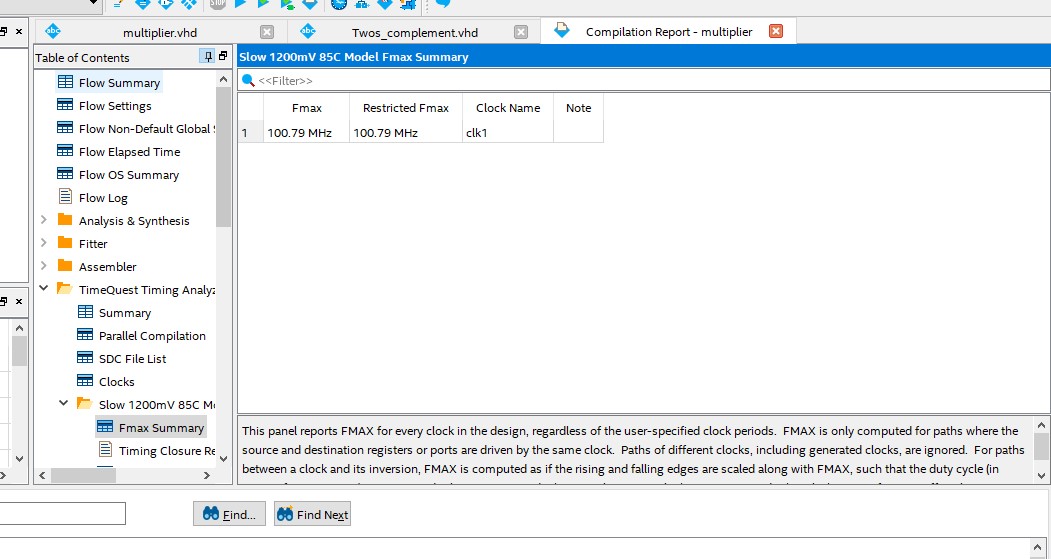 multiplier.vhd
Twos_complement.vhd
Compilation Report - multiplier
Table of Contents
Flow Summary
Flow Settings
Flow Non-Default Global
Flow Elapsed Time
Flow OS Summary
Flow Log
Analysis & Synthesis
Fitter
Assembler
TimeQuest Timing Analyz
Summary
Parallel Compilation
SDC File List
Clocks
Slow 1200mV 85C Mo
Fmax Summary
Timing Closure Re
Slow 1200mV 85C Model Fmax Summary
<<Filter>>
Fmax Restricted Fmax Clock Name Note
1 100.79 MHz 100.79 MHz clk1
This panel reports FMAX for every clock in the design, regardless of the user-specified clock periods. FMAX is only computed for paths where the
source and destination registers or ports are driven by the same clock. Paths of different clocks, including generated clocks, are ignored. For paths
between a clock and its inversion, FMAX is computed as if the rising and falling edges are scaled along with FMAX, such that the duty cycle (in
Find...
Find Next